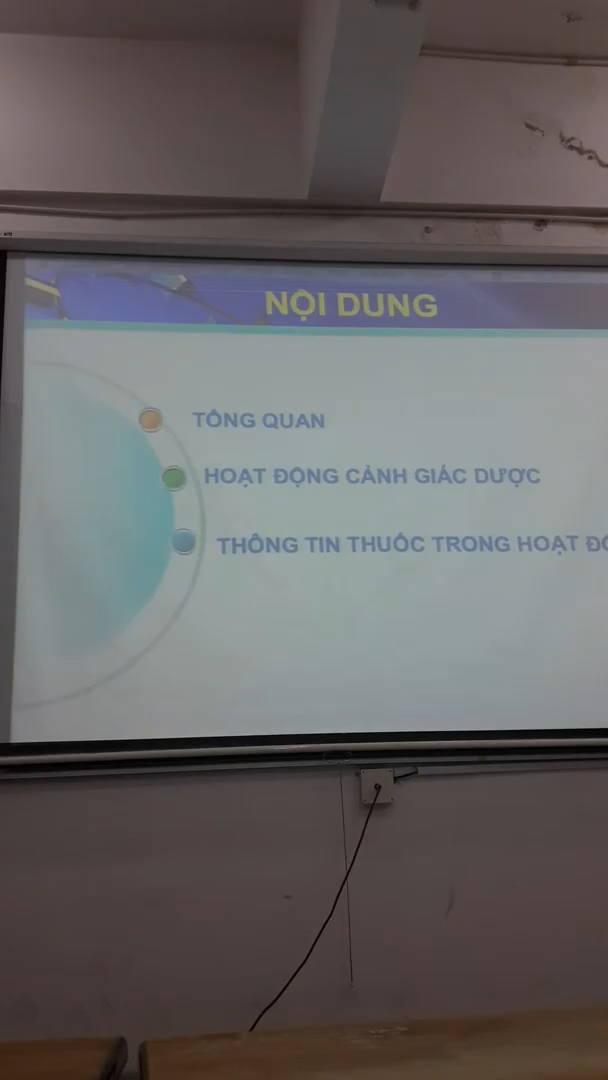 NỘI DUNG
TỔNG QUAN
HOẠT ĐỘNG CẢNH GIÁC DƯỢC
THÔNG TIN THUỐC TRONG HOẠT